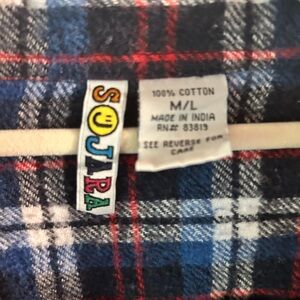 SOJARA
100% COTTON
M/L
MADE IN INDIA
RN# 83819
SEE REVERSE FOR
CARE